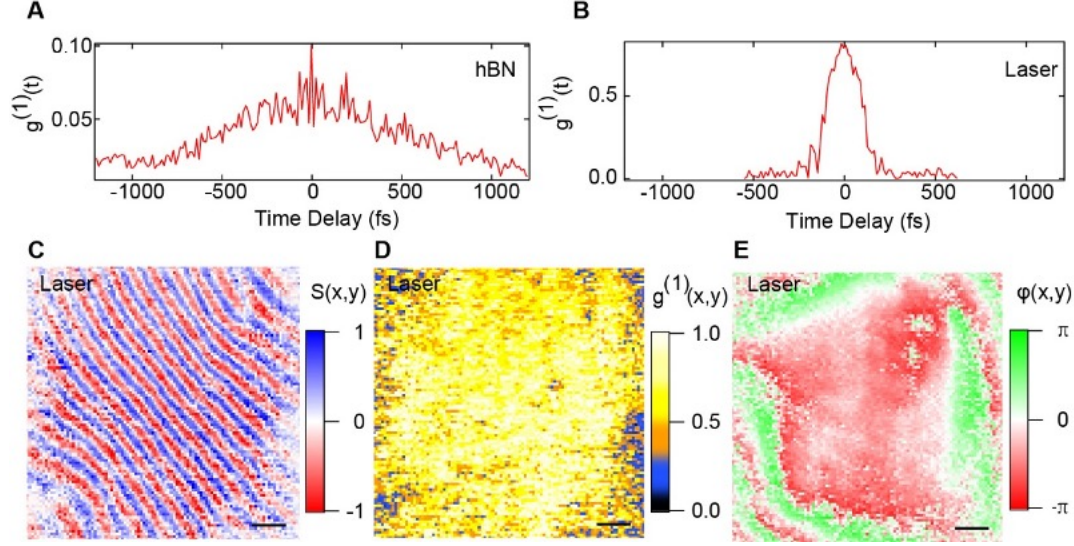 A
g(1)(t)
0.10
0.05
hBN
-1000
-500
0
500
1000
Time Delay (fs)
B
g(1)(t)
0.5
0.0
Laser
-1000
-500
0
500
1000
Time Delay (fs)
C
Laser
S(x,y)
1
0
-1
D
Laser
g(1)(x,y)
1.0
0.5
0.0
E
Laser
φ(x,y)
π
0
-π